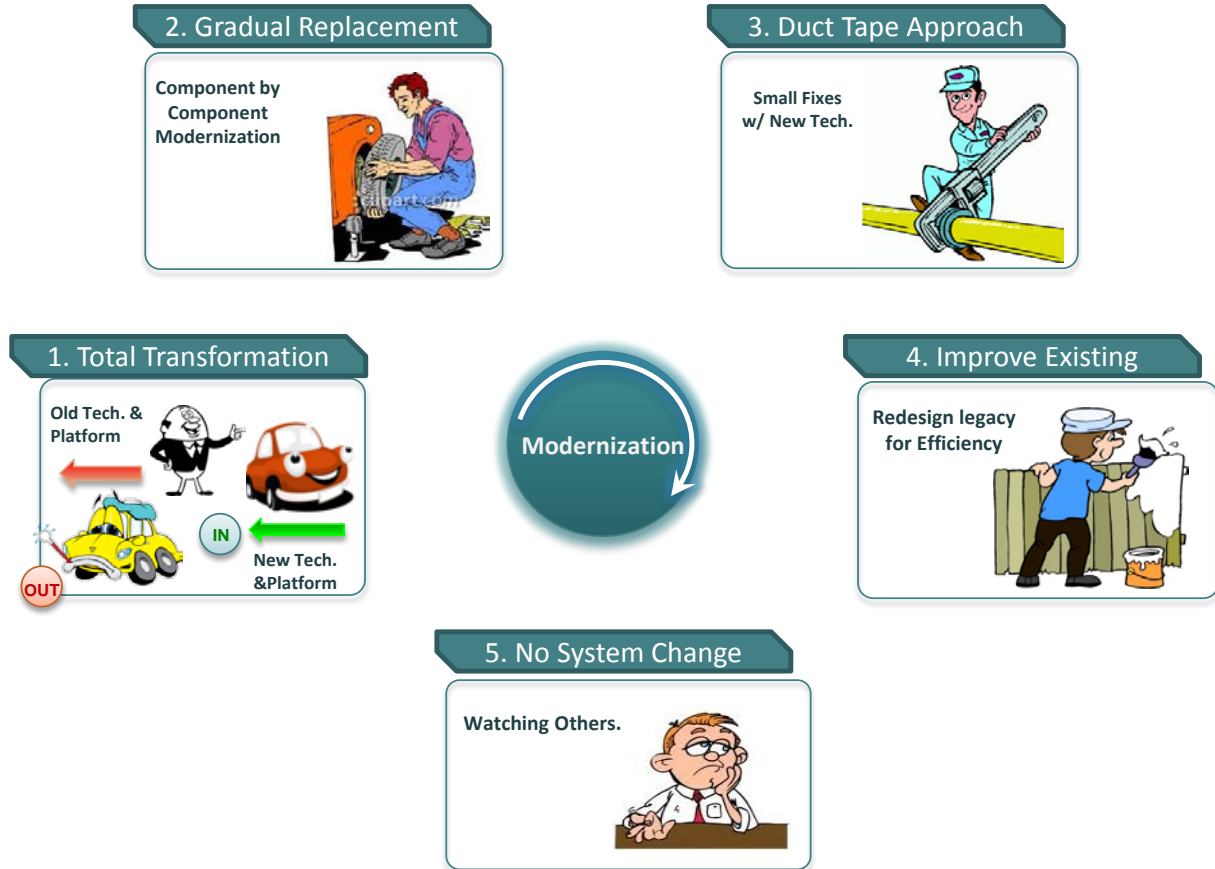 2. Gradual Replacement
Component by
Component
Modernization
clipart.com
3. Duct Tape Approach
Small Fixes
w/ New Tech.
1. Total Transformation
Old Tech. &
Platform
IN
New Tech.
&Platform
OUT
Modernization
4. Improve Existing
Redesign legacy
for Efficiency
5. No System Change
Watching Others.